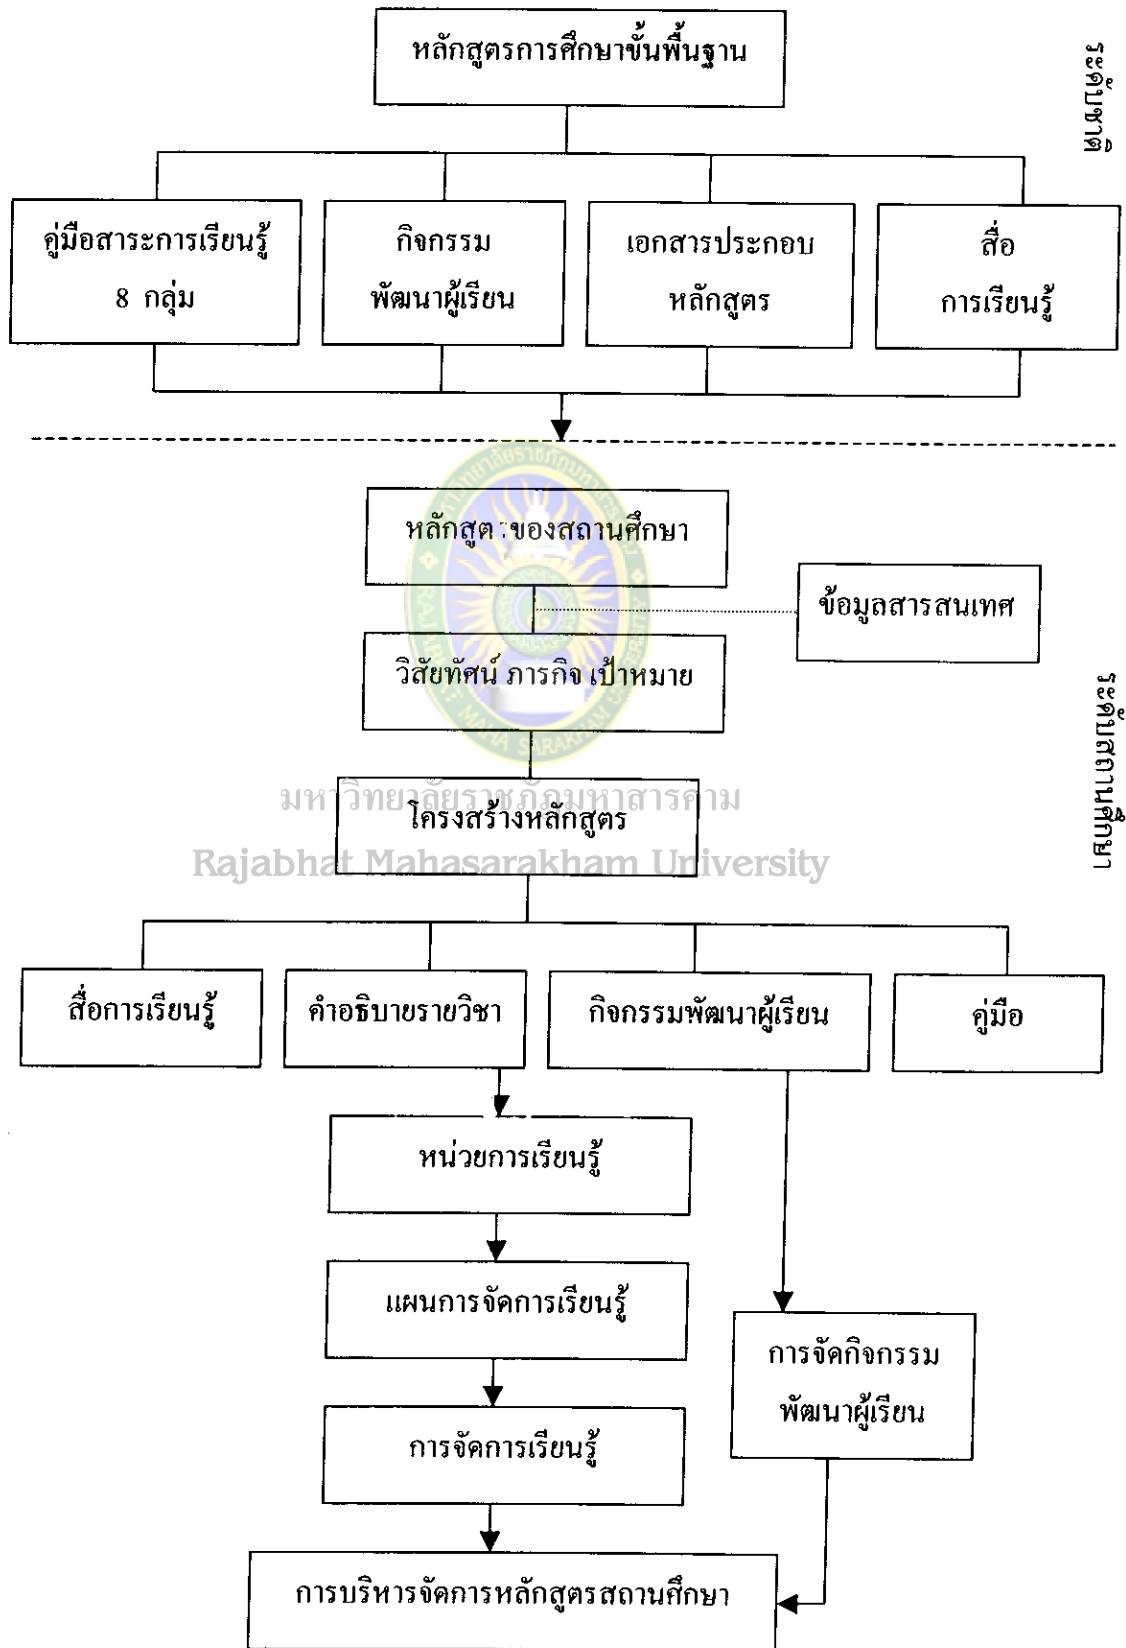 หลักสูตรการศึกษาขั้นพื้นฐาน
ระดับชาติ
คู่มือสาระการเรียนรู้
8 กลุ่ม
กิจกรรม
พัฒนาผู้เรียน
เอกสารประกอบ
หลักสูตร
สื่อ
การเรียนรู้
หลักสูตรของสถานศึกษา
ข้อมูลสารสนเทศ
วิสัยทัศน์ ภารกิจ เป้าหมาย
ระดับสถานศึกษา
มหาวิทยาลัยราชภัฏมหาสารคาม
โครงสร้างหลักสูตร
Rajabhat Mahasarakham University
สื่อการเรียนรู้
คำอธิบายรายวิชา
กิจกรรมพัฒนาผู้เรียน
คู่มือ
หน่วยการเรียนรู้
แผนการจัดการเรียนรู้
การจัดกิจกรรม
พัฒนาผู้เรียน
การจัดการเรียนรู้
การบริหารจัดการหลักสูตรสถานศึกษา